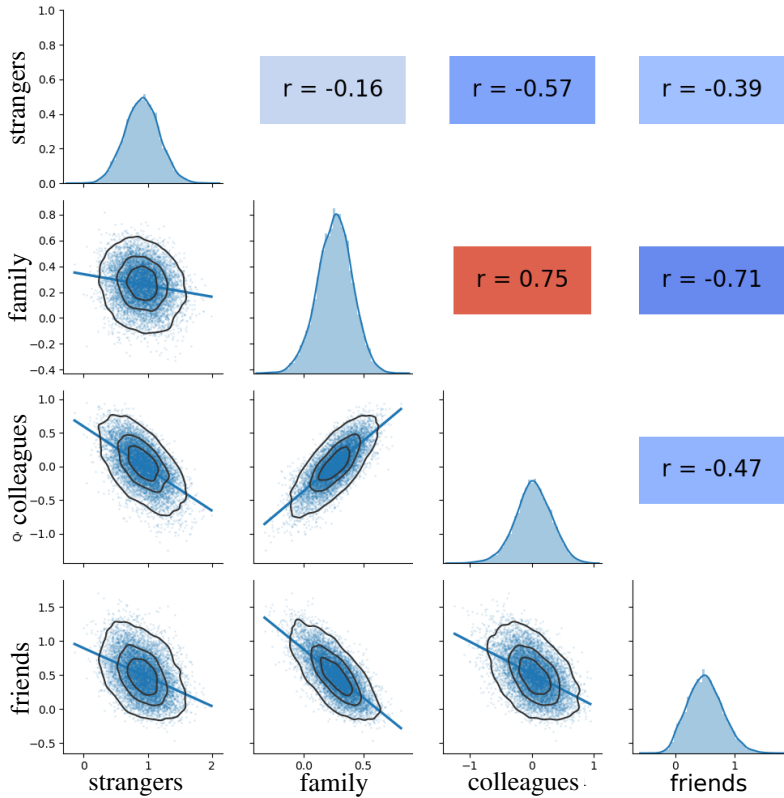 1.0
0.8
0.6
0.4
0.2
0.0
strangers
r = -0.16
r = -0.57
r = -0.39
0.8
0.6
0.4
0.2
0.0
−0.2
−0.4
family
r = 0.75
r = -0.71
1.0
0.5
0.0
−0.5
−1.0
colleagues
r = -0.47
1.5
1.0
0.5
0.0
−0.5
friends
0 1 2
0.0 0.5
−1 0 1
0 1
strangers
family
colleagues
friends